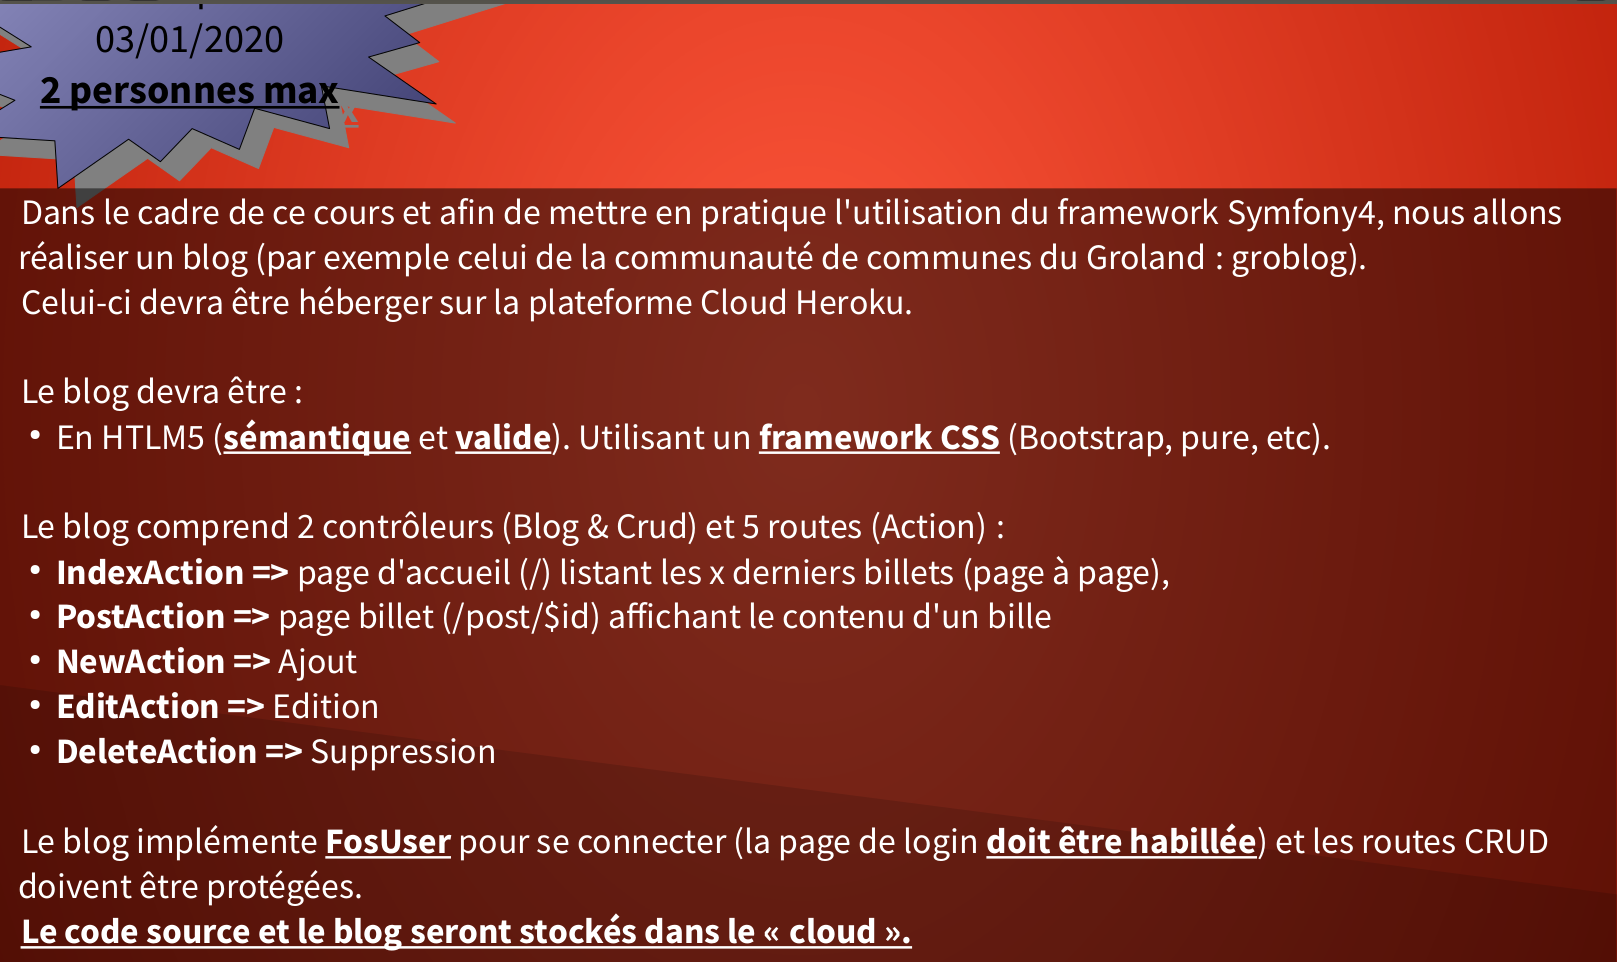 03/01/2020
2 personnes max
Dans le cadre de ce cours et afin de mettre en pratique l'utilisation du framework Symfony4, nous allons
réaliser un blog (par exemple celui de la communauté de communes du Groland : groblog).
Celui-ci devra être héberger sur la plateforme Cloud Heroku.
Le blog devra être :
• En HTLM5 (sémantique et valide). Utilisant un framework CSS (Bootstrap, pure, etc).
Le blog comprend 2 contrôleurs (Blog & Crud) et 5 routes (Action) :
• IndexAction => page d'accueil (/) listant les x derniers billets (page à page),
• PostAction => page billet (/post/$id) affichant le contenu d'un bille
• NewAction => Ajout
• EditAction => Edition
• DeleteAction => Suppression
Le blog implémente FosUser pour se connecter (la page de login doit être habillée) et les routes CRUD
doivent être protégées.
Le code source et le blog seront stockés dans le « cloud ».